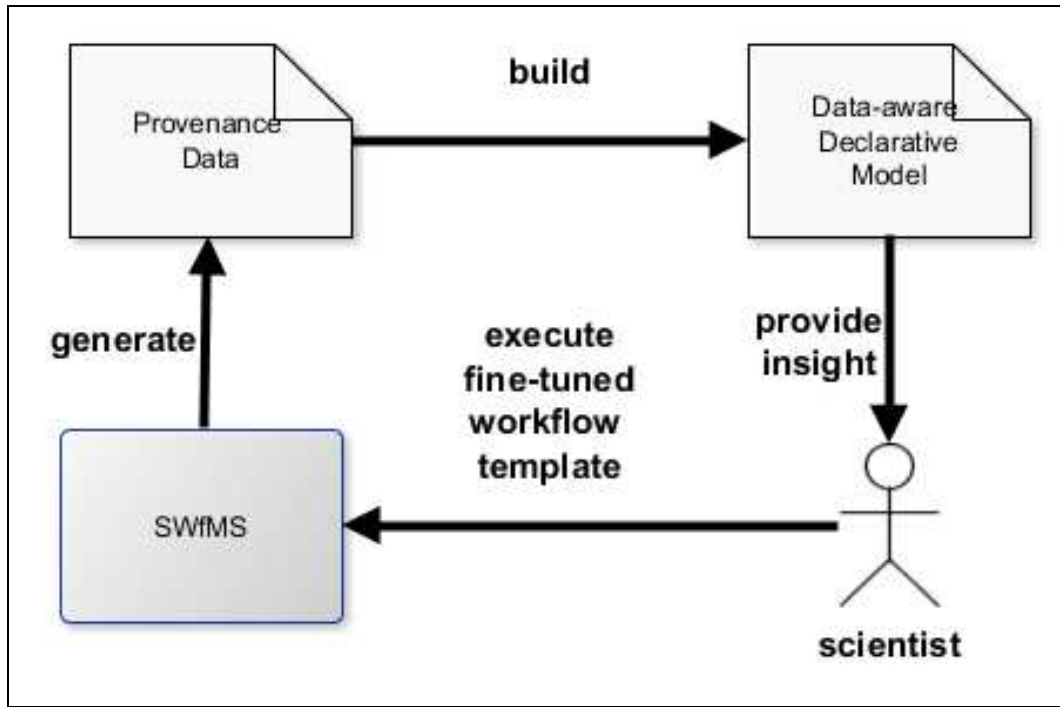 build
Provenance
Data
Data-aware
Declarative
Model
generate
execute
fine-tuned
workflow
template
provide
insight
SWfMS
scientist